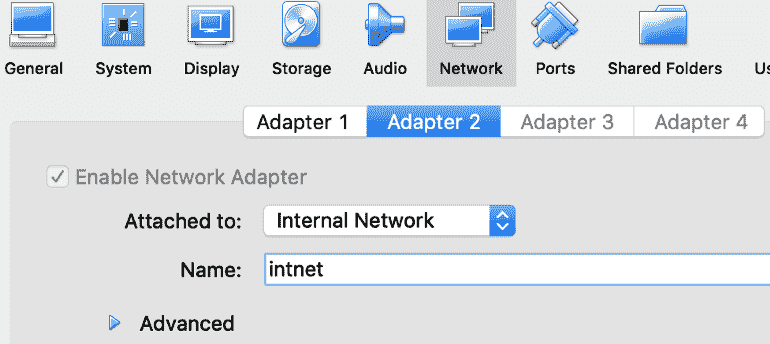 General System Display Storage Audio Network Ports Shared Folders Us
Adapter 1 Adapter 2 Adapter 3 Adapter 4
Enable Network Adapter
Attached to: Internal Network
Name: intnet
Advanced